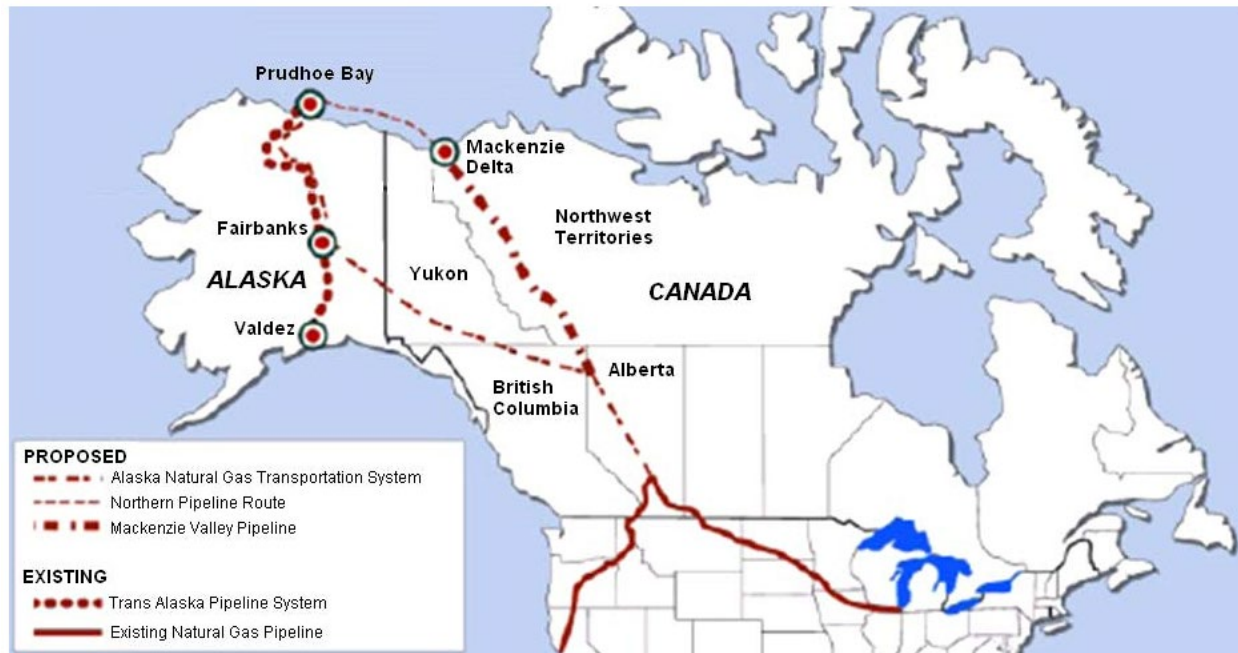 Prudhoe Bay
Mackenzie
Delta
Northwest
Territories
Fairbanks
Yukon
ALASKA
CANADA
Valdez
Alberta
British
Columbia
PROPOSED
Alaska Natural Gas Transportation System
Northern Pipeline Route
Mackenzie Valley Pipeline
EXISTING
Trans Alaska Pipeline System
Existing Natural Gas Pipeline